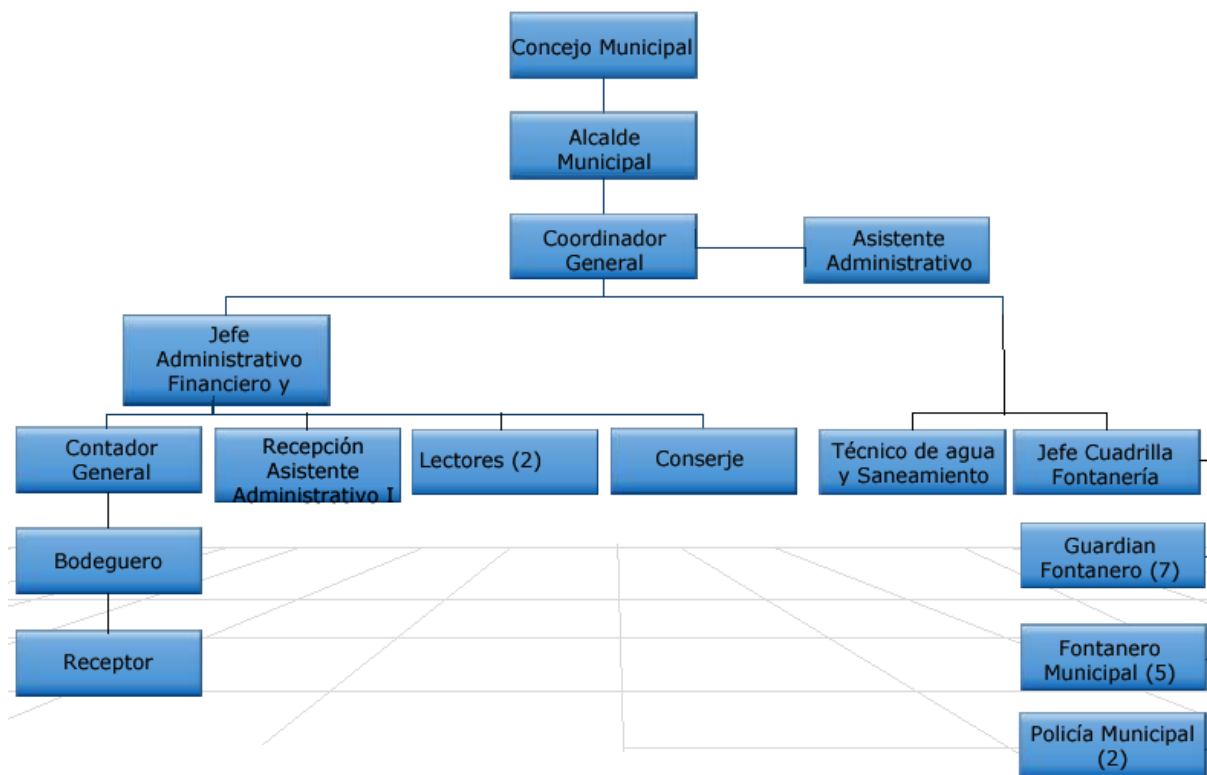 Concejo Municipal
Alcalde
Municipal
Coordinador
General
Asistente
Administrativo
Jefe
Administrativo
Financiero y
Contador
General
Recepción
Asistente
Administrativo I
Lectores (2)
Conserje
Técnico de agua
y Saneamiento
Jefe Cuadrilla
Fontanería
Bodeguero
Guardian
Fontanero (7)
Receptor
Fontanero
Municipal (5)
Policía Municipal
(2)